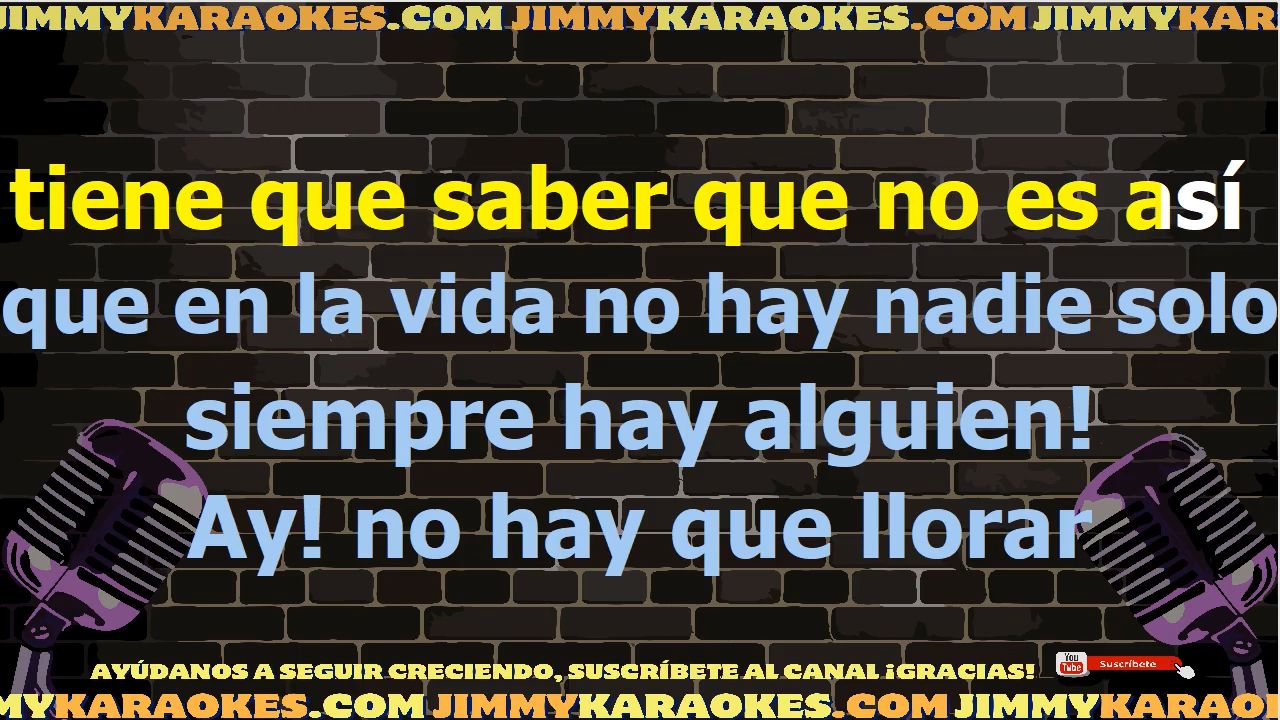 JIMMYKARAOKES.COM JIMMYKARAOKES.COM JIMMYKAR
tiene que saber que no es así
que en la vida no hay nadie solo
siempre hay alguien!
Ay! no hay que llorar
AYÚDANOS A SEGUIR CRECIENDO, SUSCRÍBETE AL CANAL ¡GRACIAS!
You Tube Suscríbete
MYKARAOKES.COM JIMMYKARAOKES.COM JIMMYKARAO